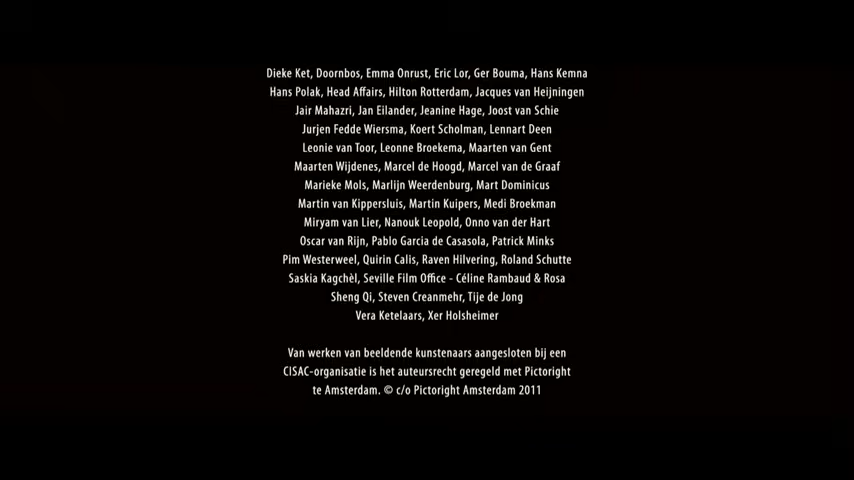 Dieke Ket, Doornbos, Emma Onrust, Eric Lor, Ger Bouma, Hans Kemna
Hans Polak, Head Affairs, Hilton Rotterdam, Jacques van Heijningen
Jair Mahazri, Jan Eilander, Jeanine Hage, Joost van Schie
Jurjen Fedde Wiersma, Koert Scholman, Lennart Deen
Leonie van Toor, Leonne Broekema, Maarten van Gent
Maarten Wijdenes, Marcel de Hoogd, Marcel van de Graaf
Marieke Mols, Marlijn Weerdenburg, Mart Dominicus
Martin van Kippersluis, Martin Kuipers, Medi Broekman
Miryam van Lier, Nanouk Leopold, Onno van der Hart
Oscar van Rijn, Pablo Garcia de Casasola, Patrick Minks
Pim Westerweel, Quirin Calis, Raven Hilvering, Roland Schutte
Saskia Kagchèl, Seville Film Office - Céline Rambaud & Rosa
Sheng Qi, Steven Creanmehr, Tije de Jong
Vera Ketelaars, Xer Holsheimer
Van werken van beeldende kunstenaars aangesloten bij een
CISAC-organisatie is het auteursrecht geregeld met Pictoright
te Amsterdam. © c/o Pictoright Amsterdam 2011